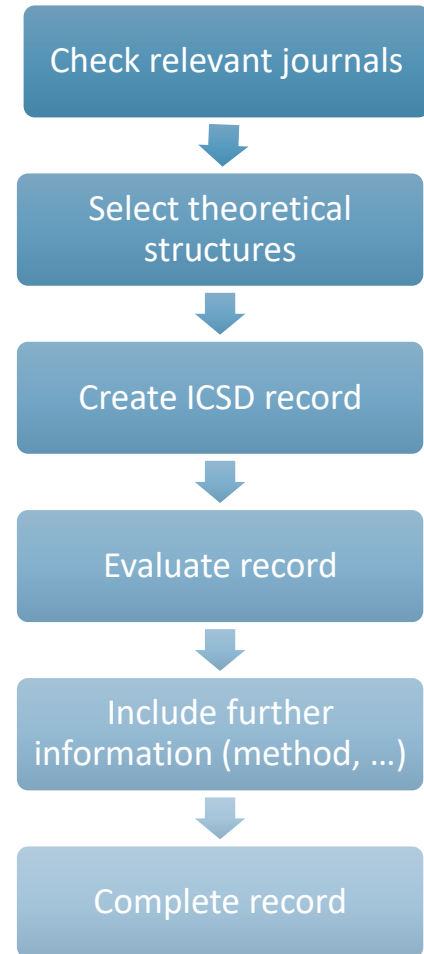 Check relevant journals
Select theoretical
structures
Create ICSD record
Evaluate record
Include further
information (method, ...)
Complete record